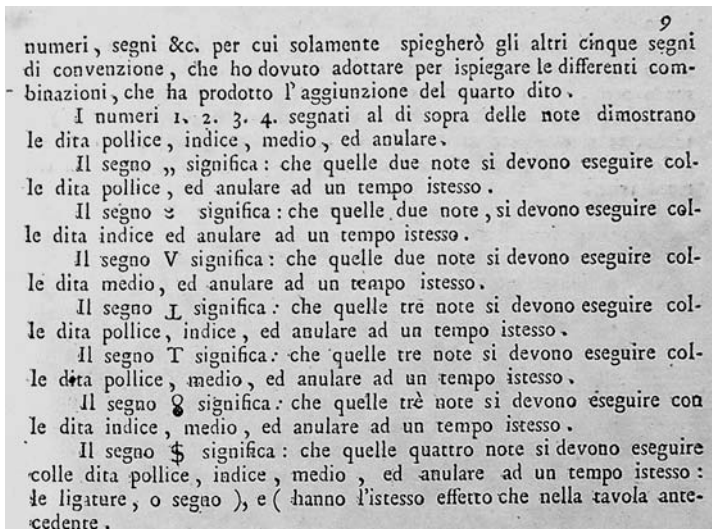 9
numeri, segni &c. per cui solamente spiegherò gli altri cinque segni
di convenzione, che ho dovuto adottare per ispiegare le differenti com-
binazioni, che ha prodotto l'aggiunzione del quarto dito.
I numeri 1. 2. 3. 4. segnati al di sopra delle note dimostrano
le dita pollice, indice, medio, ed anulare.
Il segno „ significa: che quelle due note si devono eseguire col-
le dita pollice, ed anulare ad un tempo istesso.
Il segno significa: che quelle due note, si devono eseguire col-
le dita indice ed anulare ad un tempo istesso.
Il segno V significa: che quelle due note si devono eseguire col-
le dita medio, ed anulare ad un tempo istesso.
Il segno ⊥ significa: che quelle trè note si devono eseguire col-
le dita pollice, indice, ed anulare ad un tempo istesso.
Il segno T significa: che quelle tre note si devono eseguire col-
le dita pollice, medio, ed anulare ad un tempo istesso.
Il segno significa: che quelle trè note si devono eseguire con
le dita indice, medio, ed anulare ad un tempo istesso.
Il segno $ significa: che quelle quattro note si devono eseguire
colle dita pollice, indice, medio, ed anulare ad un tempo istesso:
le ligature, o segno ), e ( hanno l'istesso effetto che nella tavola ante-
cedente.